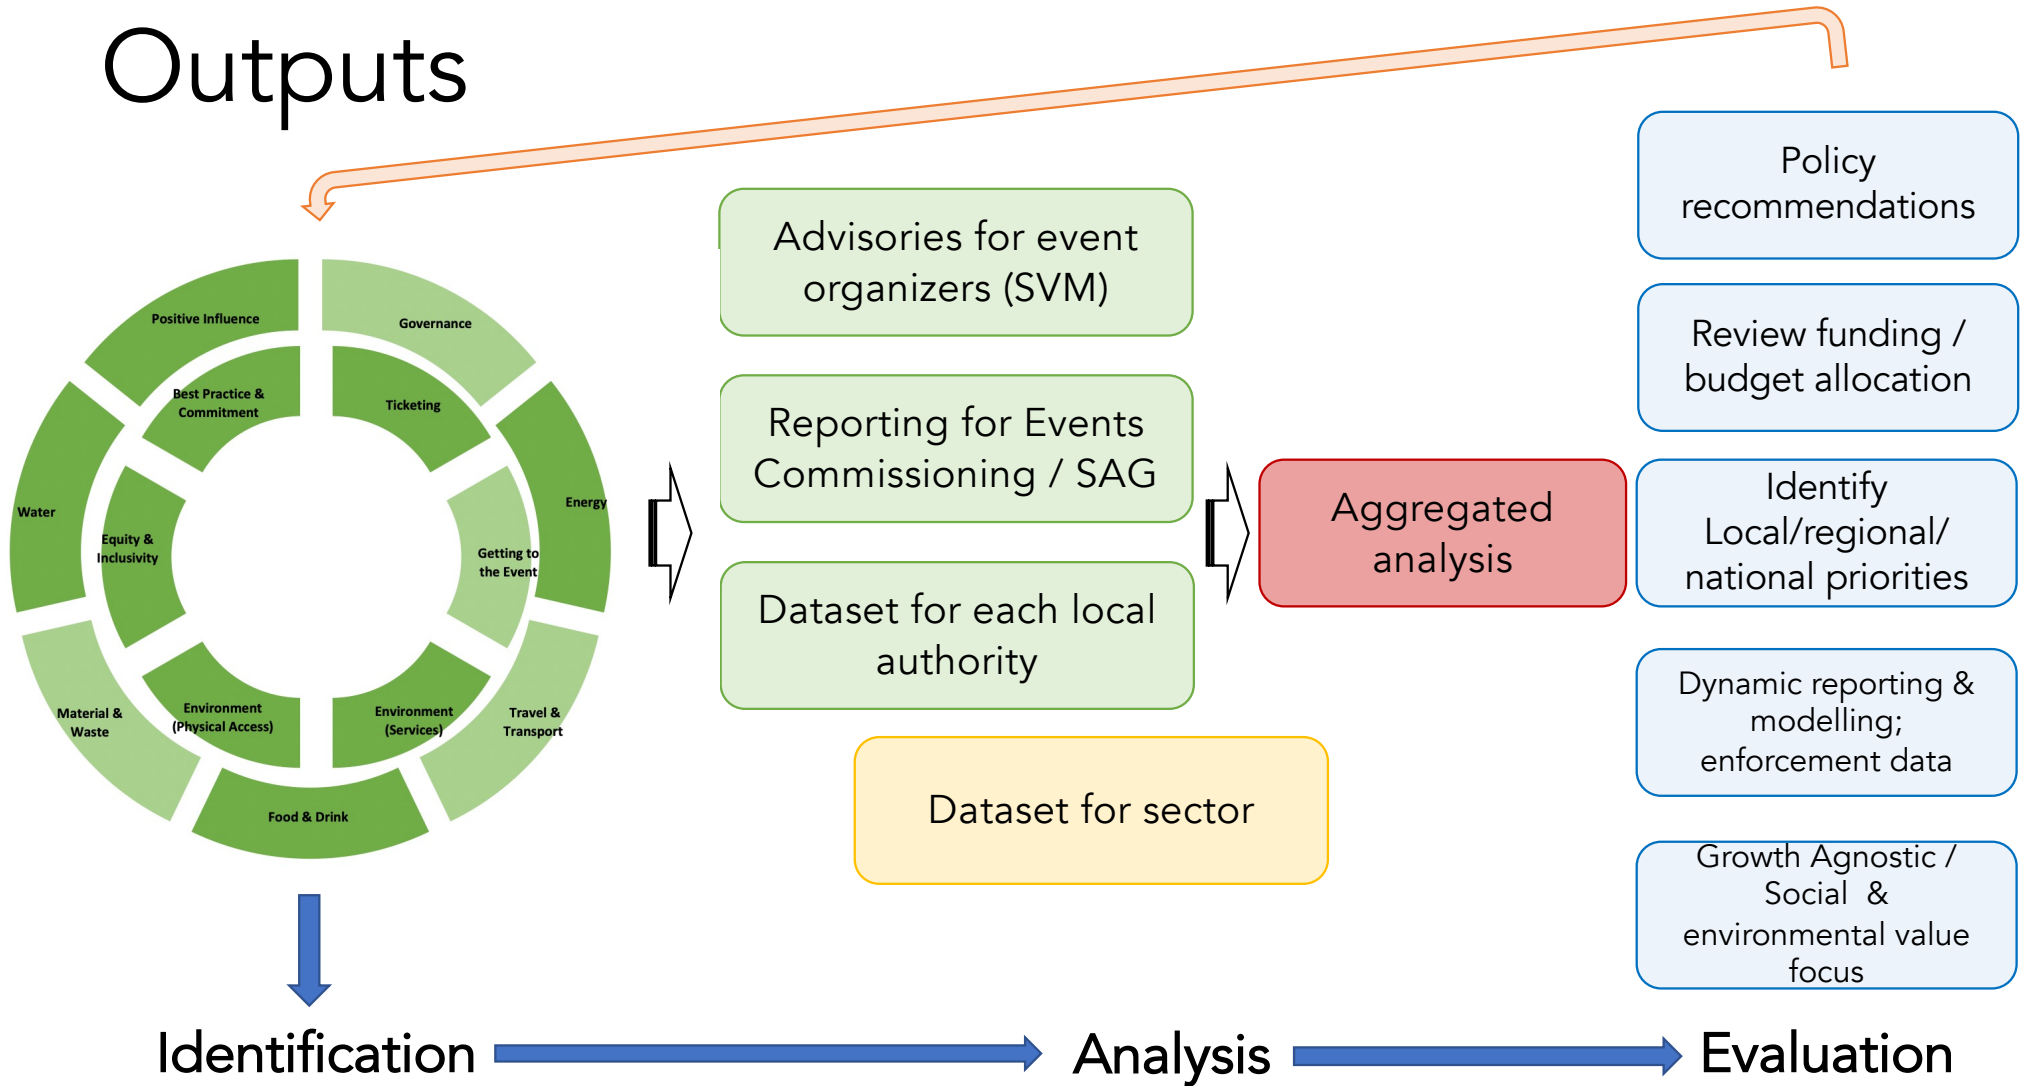 Outputs
Positive Influence
Governance
Best Practice &
Commitment
Ticketing
Water
Energy
Equity &
Inclusivity
Getting to
the Event
Material &
Waste
Environment
(Physical Access)
Environment
(Services)
Travel &
Transport
Food & Drink
Advisories for event
organizers (SVM)
Reporting for Events
Commissioning / SAG
Dataset for each local
authority
Dataset for sector
Aggregated
analysis
Policy
recommendations
Review funding /
budget allocation
Identify
Local/regional/
national priorities
Dynamic reporting &
modelling;
enforcement data
Growth Agnostic /
Social &
environmental value
focus
Identification
Analysis
Evaluation